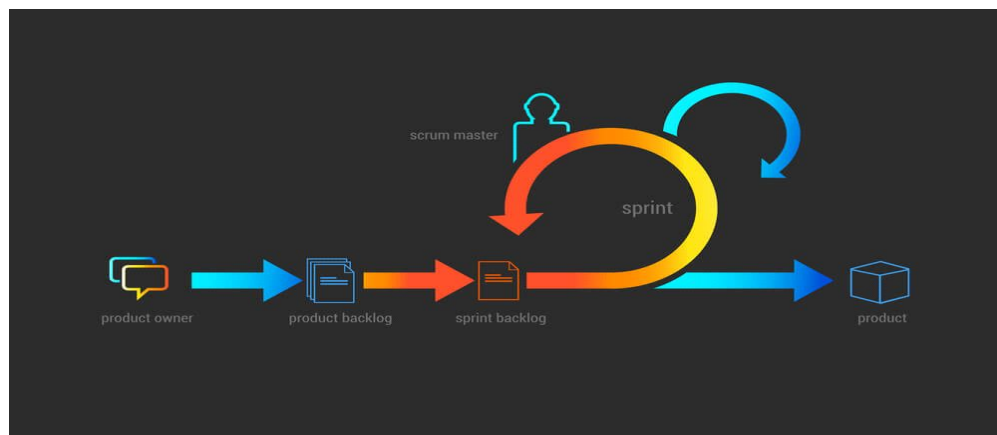 scrum master
sprint
product owner
product backlog
sprint backlog
product